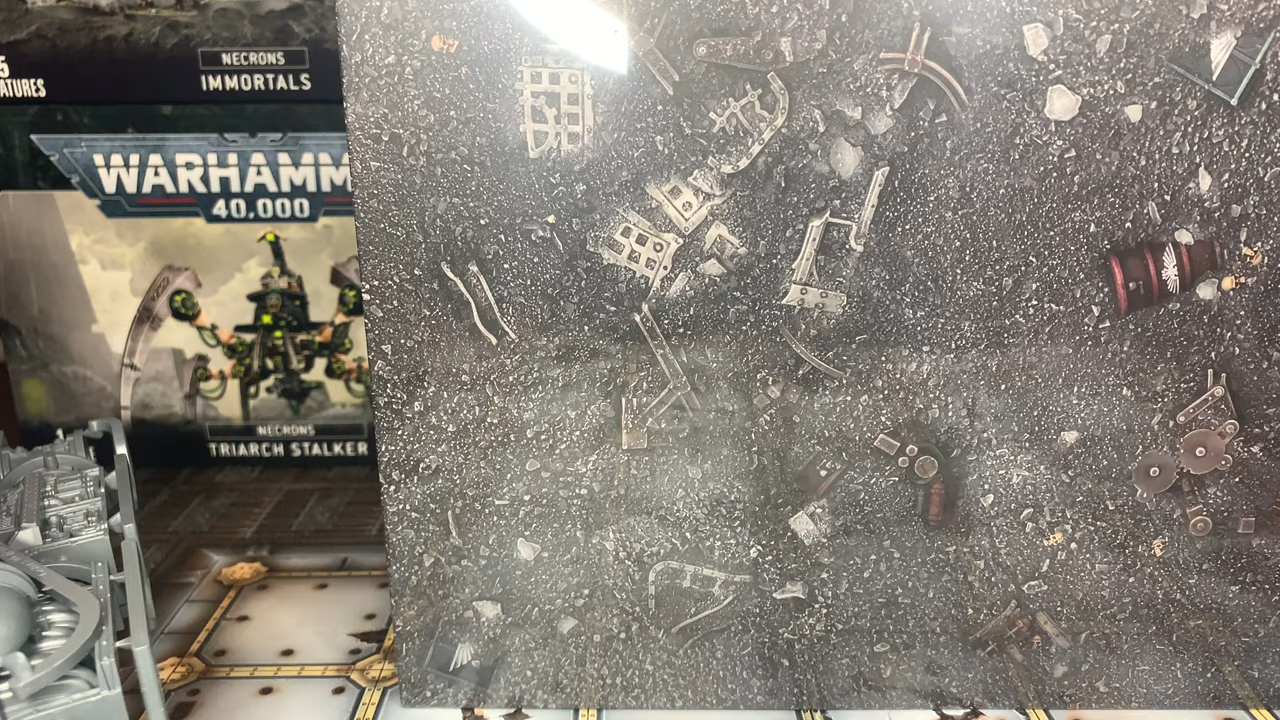 5
ATURES
NECRONS
IMMORTALS
WARHAMM
40,000
NECRONS
TRIARCH STALKER